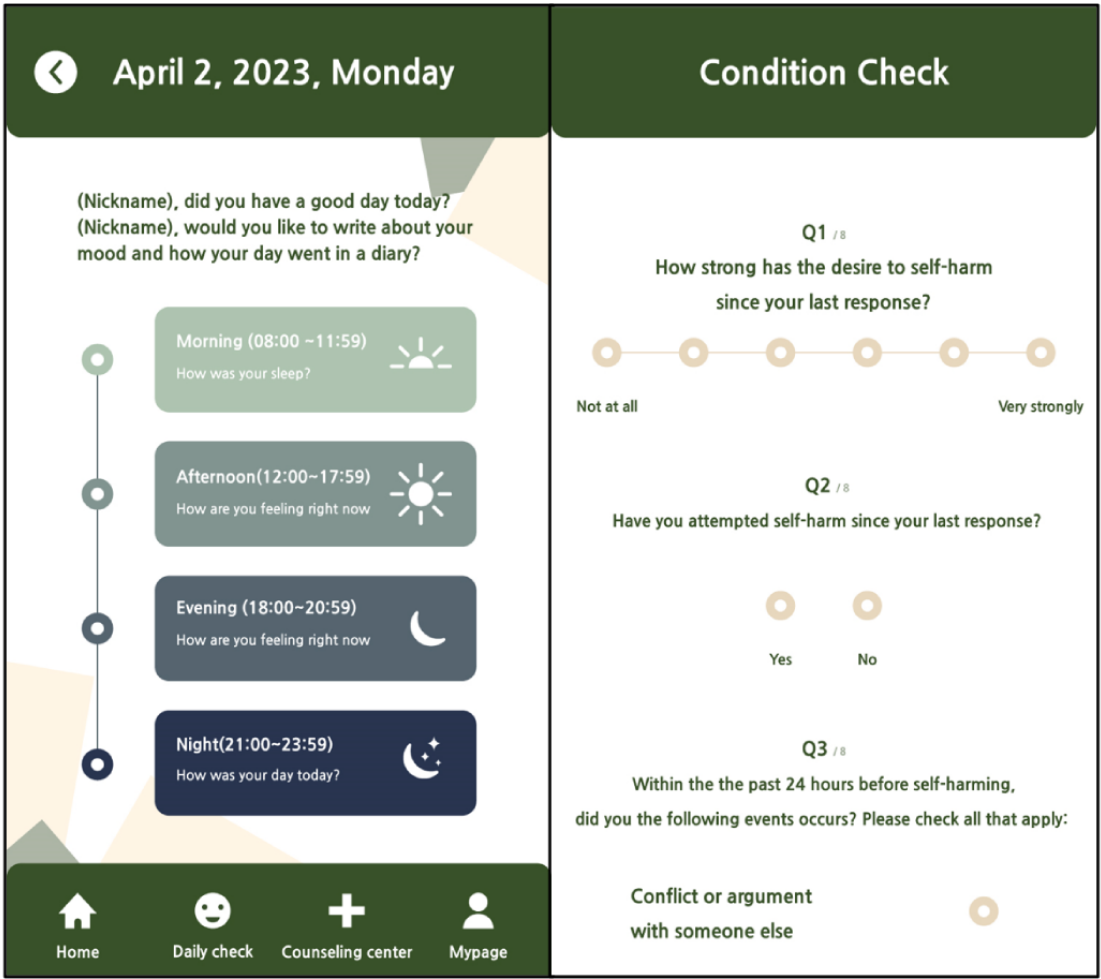 April 2, 2023, Monday
(Nickname), did you have a good day today?
(Nickname), would you like to write about your
mood and how your day went in a diary?
Morning (08:00 ~11:59)
How was your sleep?
Afternoon(12:00~17:59)
How are you feeling right now
Evening (18:00~20:59)
How are you feeling right now
Night(21:00~23:59)
How was your day today?
Home
Daily check
Counseling center
Mypage
Condition Check
Q1 /8
How strong has the desire to self-harm
since your last response?
Not at all
Very strongly
Q2 /8
Have you attempted self-harm since your last response?
Yes
No
Q3 /8
Within the the past 24 hours before self-harming,
did you the following events occurs? Please check all that apply:
Conflict or argument
with someone else